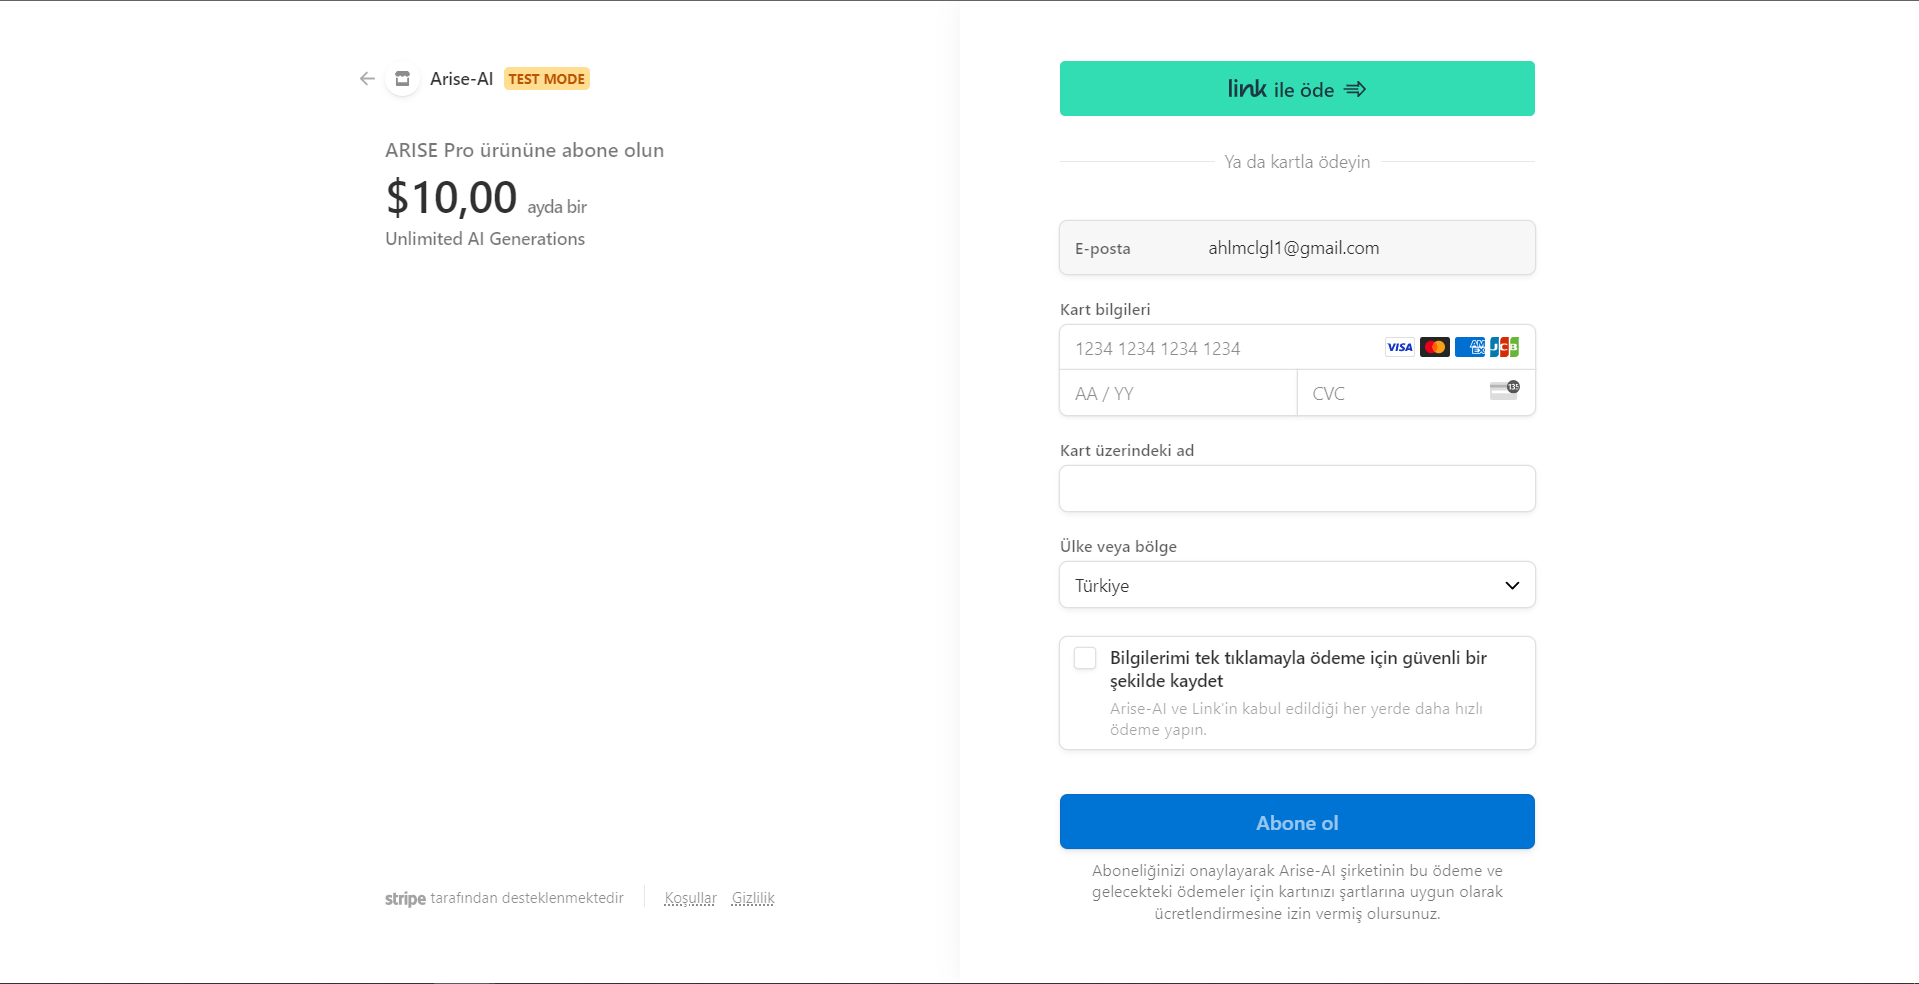 Arise-AI TEST MODE
ARISE Pro ürününe abone olun
$10,00 ayda bir
Unlimited AI Generations
stripe tarafından desteklenmektedir Koşullar Gizlilik
link ile öde
Ya da kartla ödeyin
E-posta ahlmclgl1@gmail.com
Kart bilgileri
1234 1234 1234 1234 VISA AMEX JCB
AA / YY CVC 135
Kart üzerindeki ad
Ülke veya bölge
Türkiye
Bilgilerimi tek tıklamayla ödeme için güvenli bir
şekilde kaydet
Arise-AI ve Link'in kabul edildiği her yerde daha hızlı
ödeme yapın.
Abone ol
Aboneliğinizi onaylayarak Arise-AI şirketinin bu ödeme ve
gelecekteki ödemeler için kartınızı şartlarına uygun olarak
ücretlendirmesine izin vermiş olursunuz.